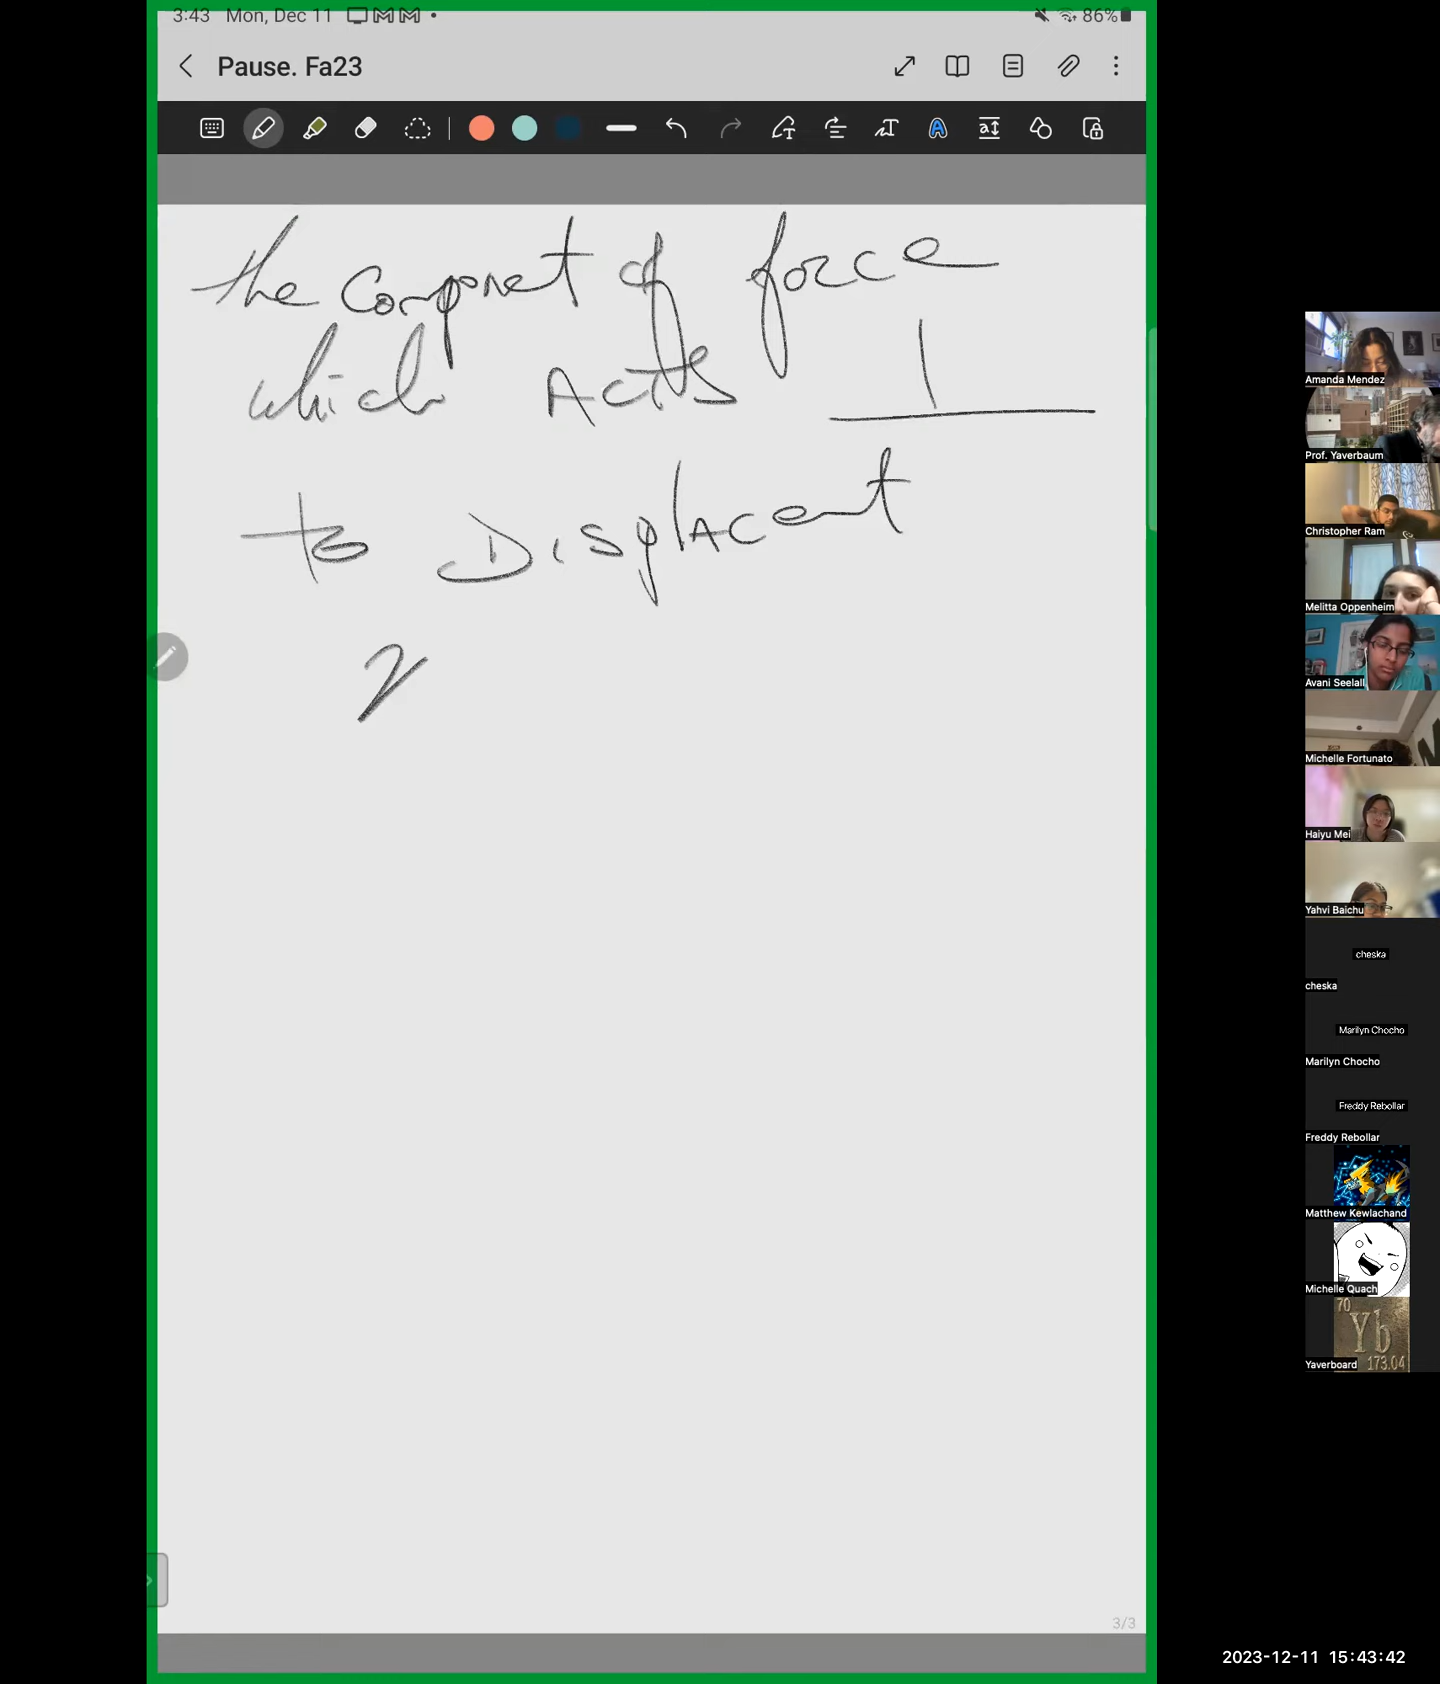 3:43 Mon, Dec 11
86%
Pause. Fa23
the componet of force
which Acts ⊥
to Displacent
3/3
Amanda Mendez
Prof. Yaverbaum
Christopher Ram
Melitta Oppenheim
Avani Seelall
Michelle Fortunato
Haiyu Mei
Yahvi Baichu
cheska
cheska
Marilyn Chocho
Marilyn Chocho
Freddy Rebollar
Freddy Rebollar
Matthew Kewlachand
Michelle Quach
70
Yb
173.04
Yaverboard
2023-12-11 15:43:42